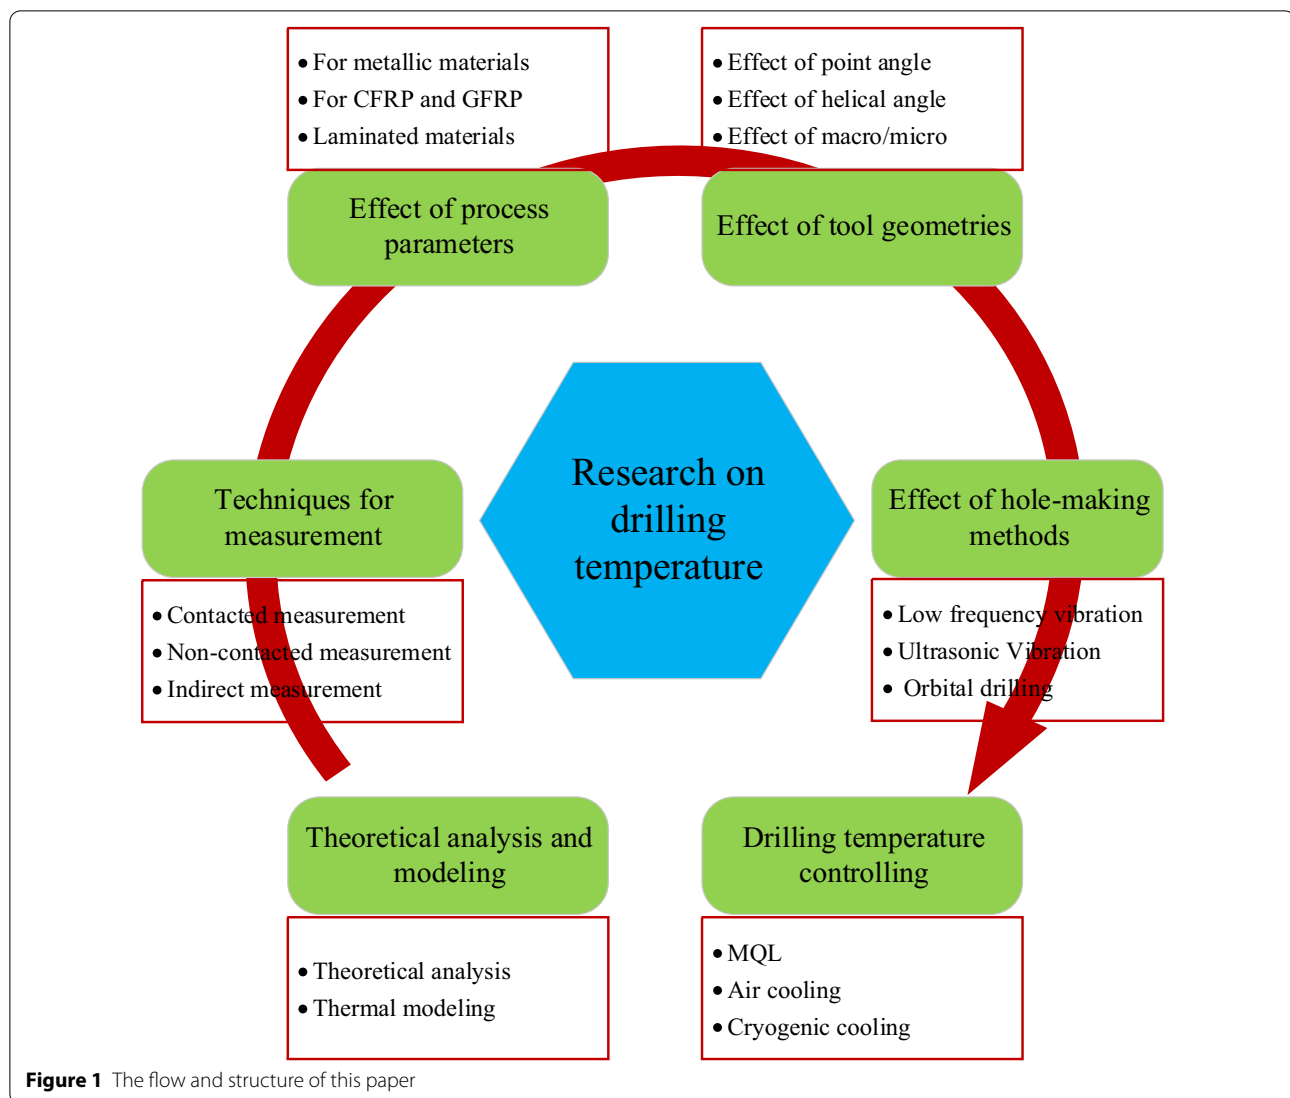 • For metallic materials
• For CFRP and GFRP
• Laminated materials
Effect of process
parameters
• Effect of point angle
• Effect of helical angle
• Effect of macro/micro
Effect of tool geometries
Techniques for
measurement
• Contacted measurement
• Non-contacted measurement
• Indirect measurement
Research on
drilling
temperature
Effect of hole-making
methods
• Low frequency vibration
• Ultrasonic Vibration
• Orbital drilling
Theoretical analysis and
modeling
• Theoretical analysis
• Thermal modeling
Drilling temperature
controlling
• MQL
• Air cooling
• Cryogenic cooling
Figure 1 The flow and structure of this paper